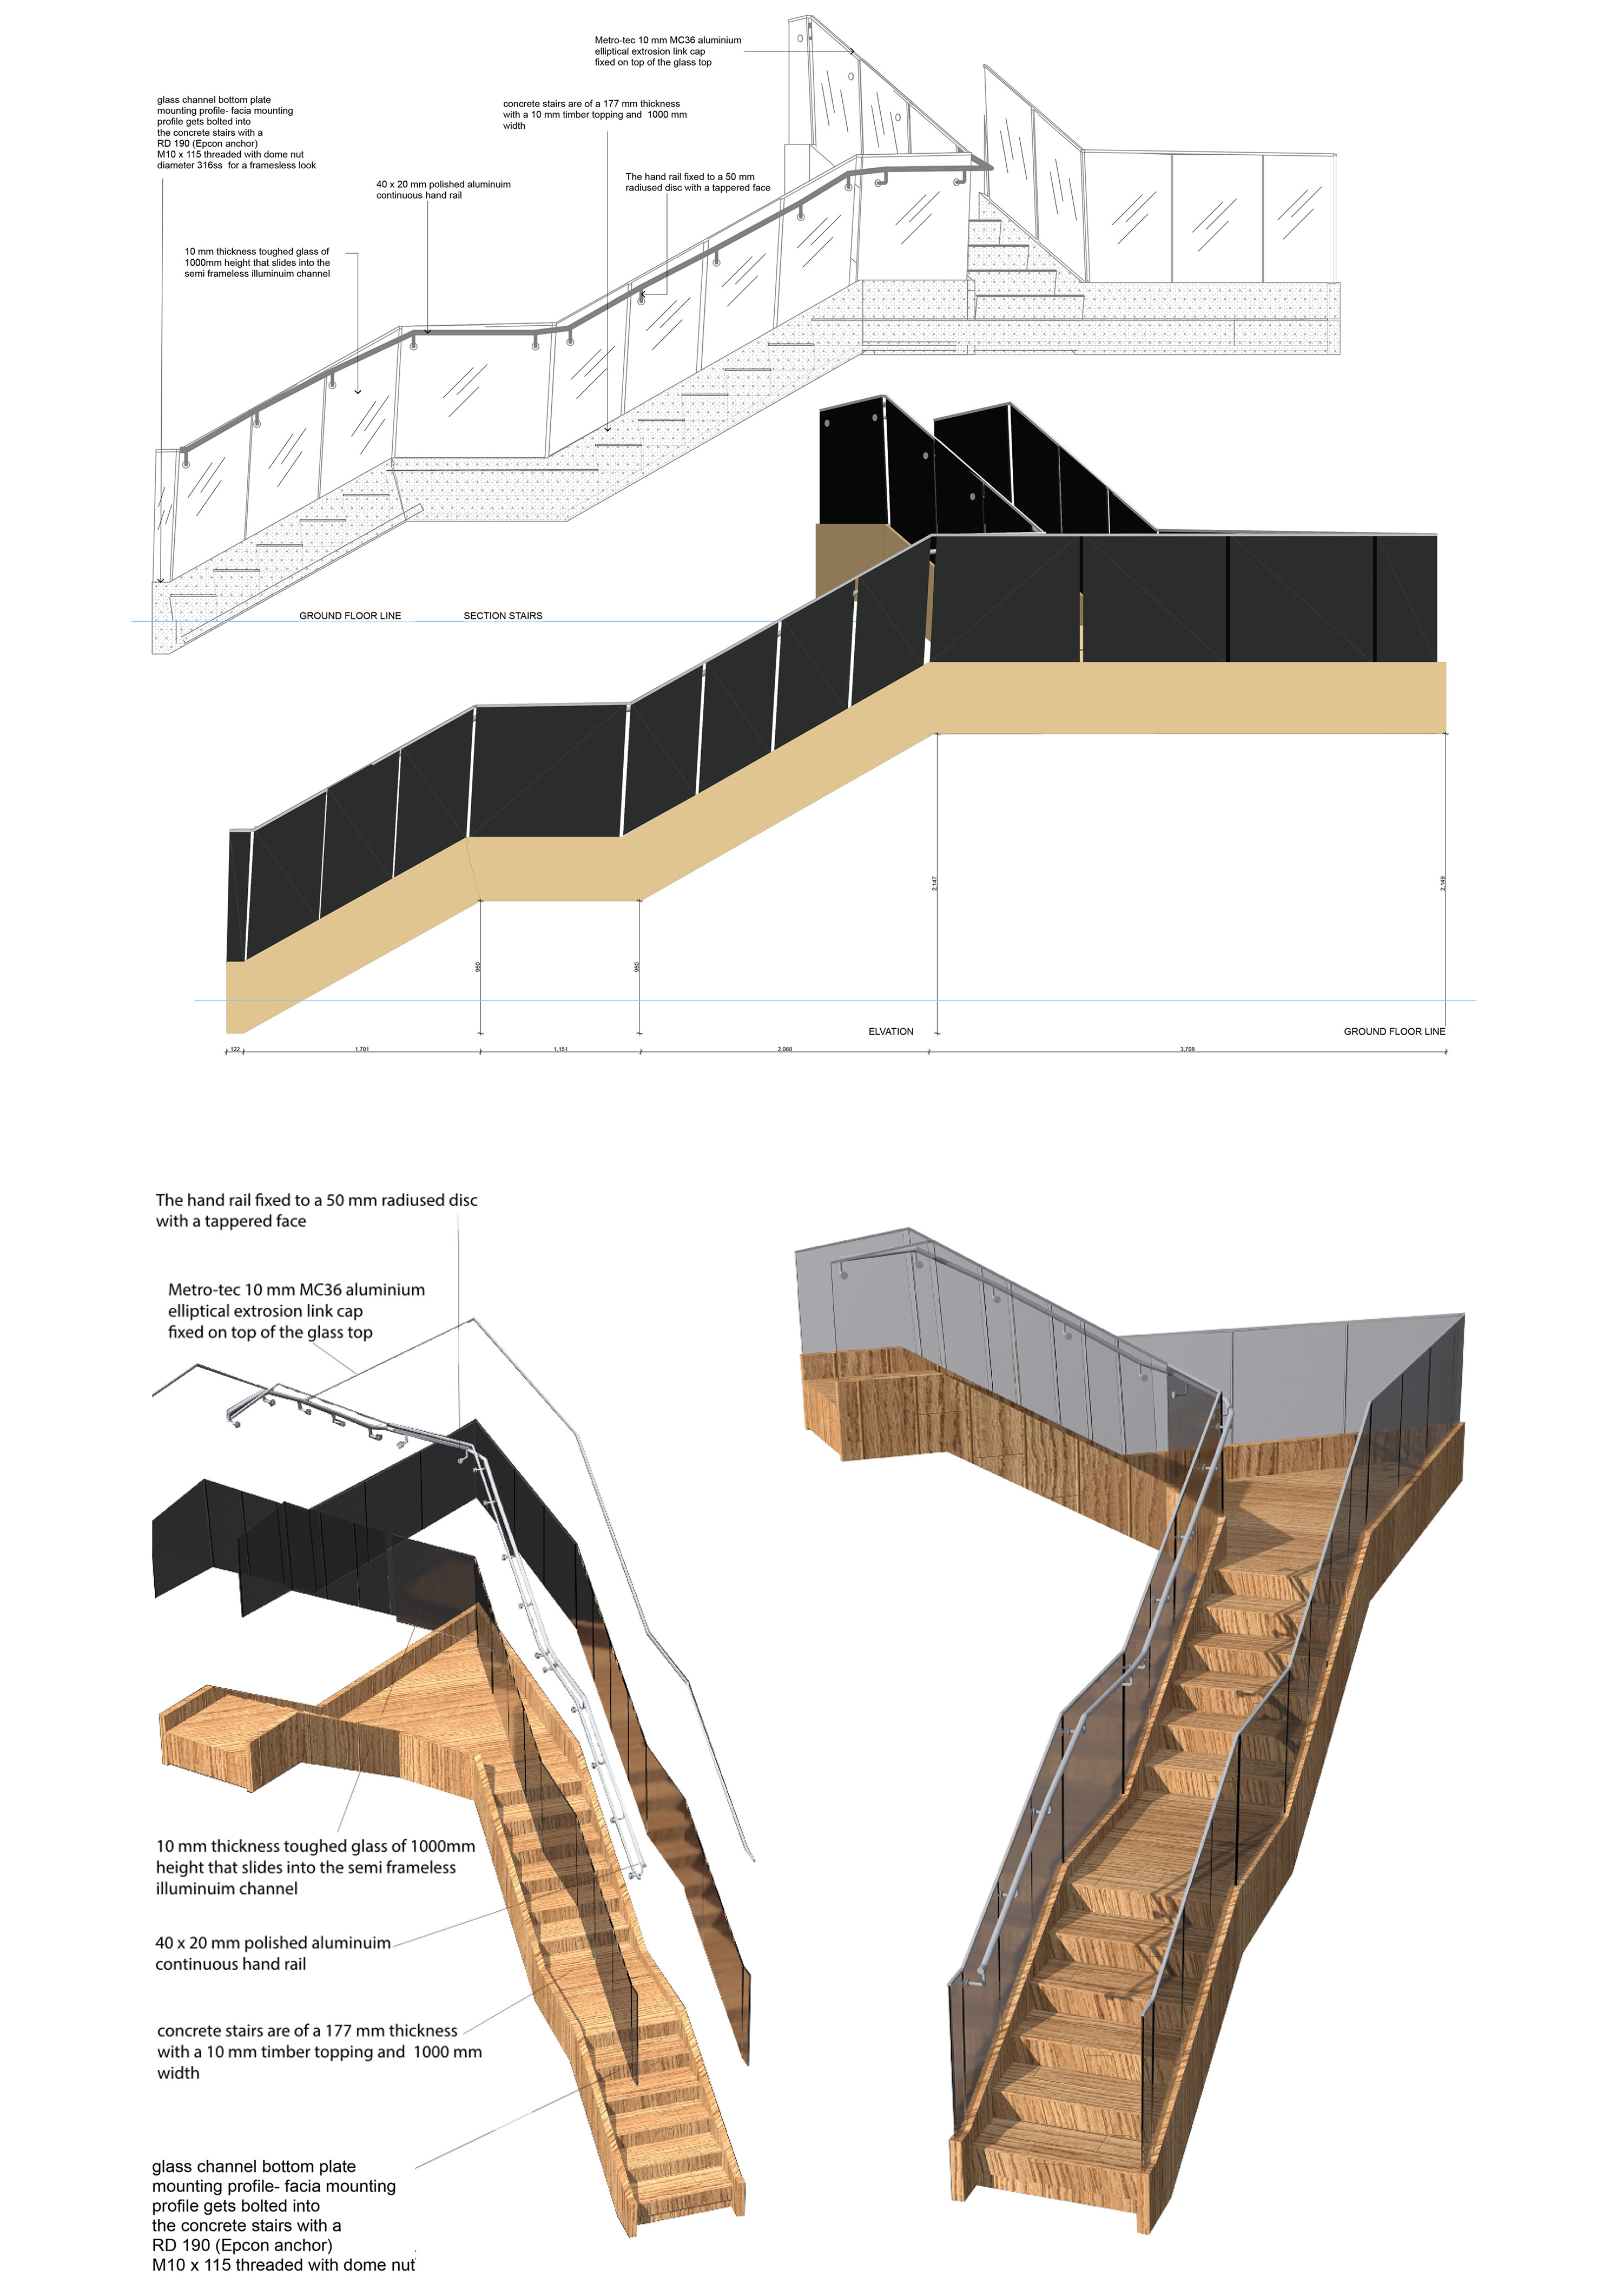 Metro-tec 10 mm MC36 aluminium
elliptical extrosion link cap
fixed on top of the glass top
glass channel bottom plate
mounting profile- facia mounting
profile gets bolted into
the concrete stairs with a
RD 190 (Epcon anchor)
M10 x 115 threaded with dome nut
diameter 316ss  for a framesless look
concrete stairs are of a 177 mm thickness
with a 10 mm timber topping and  1000 mm
width
40 x 20 mm polished aluminuim
continuous hand rail
The hand rail fixed to a 50 mm
radiused disc with a tappered face
10 mm thickness toughed glass of
1000mm height that slides into the
semi frameless illuminuim channel
GROUND FLOOR LINE
SECTION STAIRS
950
950
2,147
2,149
ELVATION
GROUND FLOOR LINE
122
1,701
1,151
2,068
3,708
The hand rail fixed to a 50 mm radiused disc
with a tappered face
Metro-tec 10 mm MC36 aluminium
elliptical extrosion link cap
fixed on top of the glass top
10 mm thickness toughed glass of 1000mm
height that slides into the semi frameless
illuminuim channel
40 x 20 mm polished aluminuim
continuous hand rail
concrete stairs are of a 177 mm thickness
with a 10 mm timber topping and  1000 mm
width
glass channel bottom plate
mounting profile- facia mounting
profile gets bolted into
the concrete stairs with a
RD 190 (Epcon anchor)
M10 x 115 threaded with dome nut